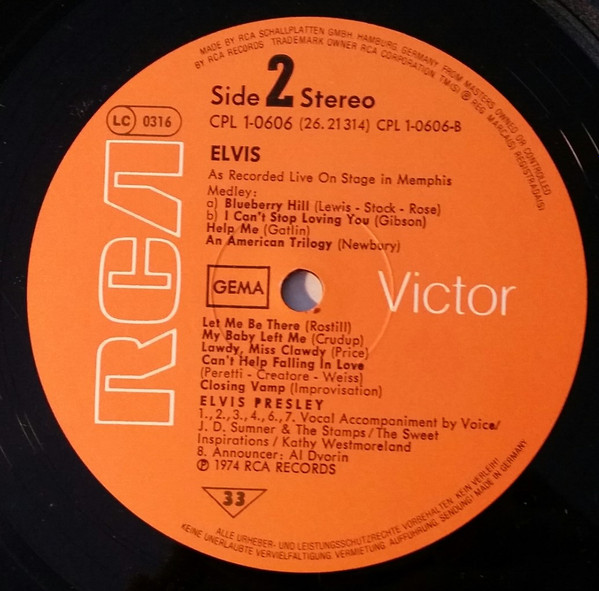 MADE BY RCA SCHALLPLATTEN GMBH, HAMBURG, GERMANY, FROM MASTERS OWNED OR CONTROLLED
BY RCA RECORDS TRADEMARK OWNER RCA CORPORATION TM(S) ® REG. MARCA(S) REGISTRADA(S)
Side 2 Stereo
CPL 1-0606 (26.21314) CPL 1-0606-B
LC 0316
ELVIS
As Recorded Live On Stage in Memphis
Medley:
a) Blueberry Hill (Lewis - Stock - Rose)
b) I Can't Stop Loving You (Gibson)
Help Me (Gatlin)
An American Trilogy (Newbury)
RCA
GEMA
Victor
Let Me Be There (Rostill)
My Baby Left Me (Crudup)
Lawdy, Miss Clawdy (Price)
Can't Help Falling In Love
(Peretti - Creatore - Weiss)
Closing Vamp (Improvisation)
ELVIS PRESLEY
1.,2.,3.,4.,6.,7. Vocal Accompaniment by Voice/
J. D. Sumner & The Stamps/The Sweet
Inspirations/Kathy Westmoreland
8. Announcer: Al Dvorin
℗ 1974 RCA RECORDS
33
ALLE URHEBER- UND LEISTUNGSSCHUTZRECHTE VORBEHALTEN. KEIN VERLEIH!
KEINE UNERLAUBTE VERVIELFÄLTIGUNG, VERMIETUNG, AUFFÜHRUNG, SENDUNG! MADE IN GERMANY